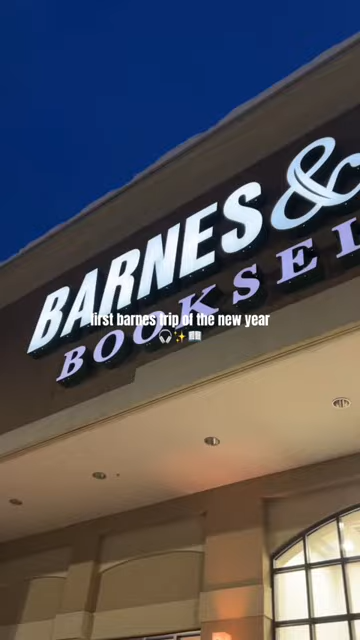 BARNES &
BOOKSEL
first barnes trip of the new year
🎧✨📖